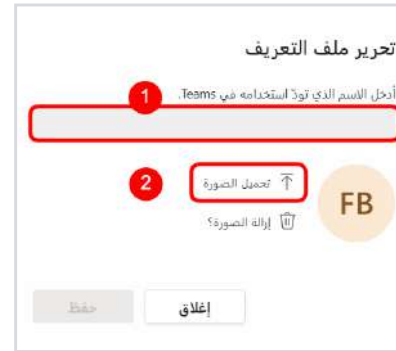 تحرير ملف التعريف
أدخل الاسم الذي تودّ استخدامه في Teams.
1
2
تحميل الصورة
إزالة الصورة؟
FB
إغلاق
حفظ